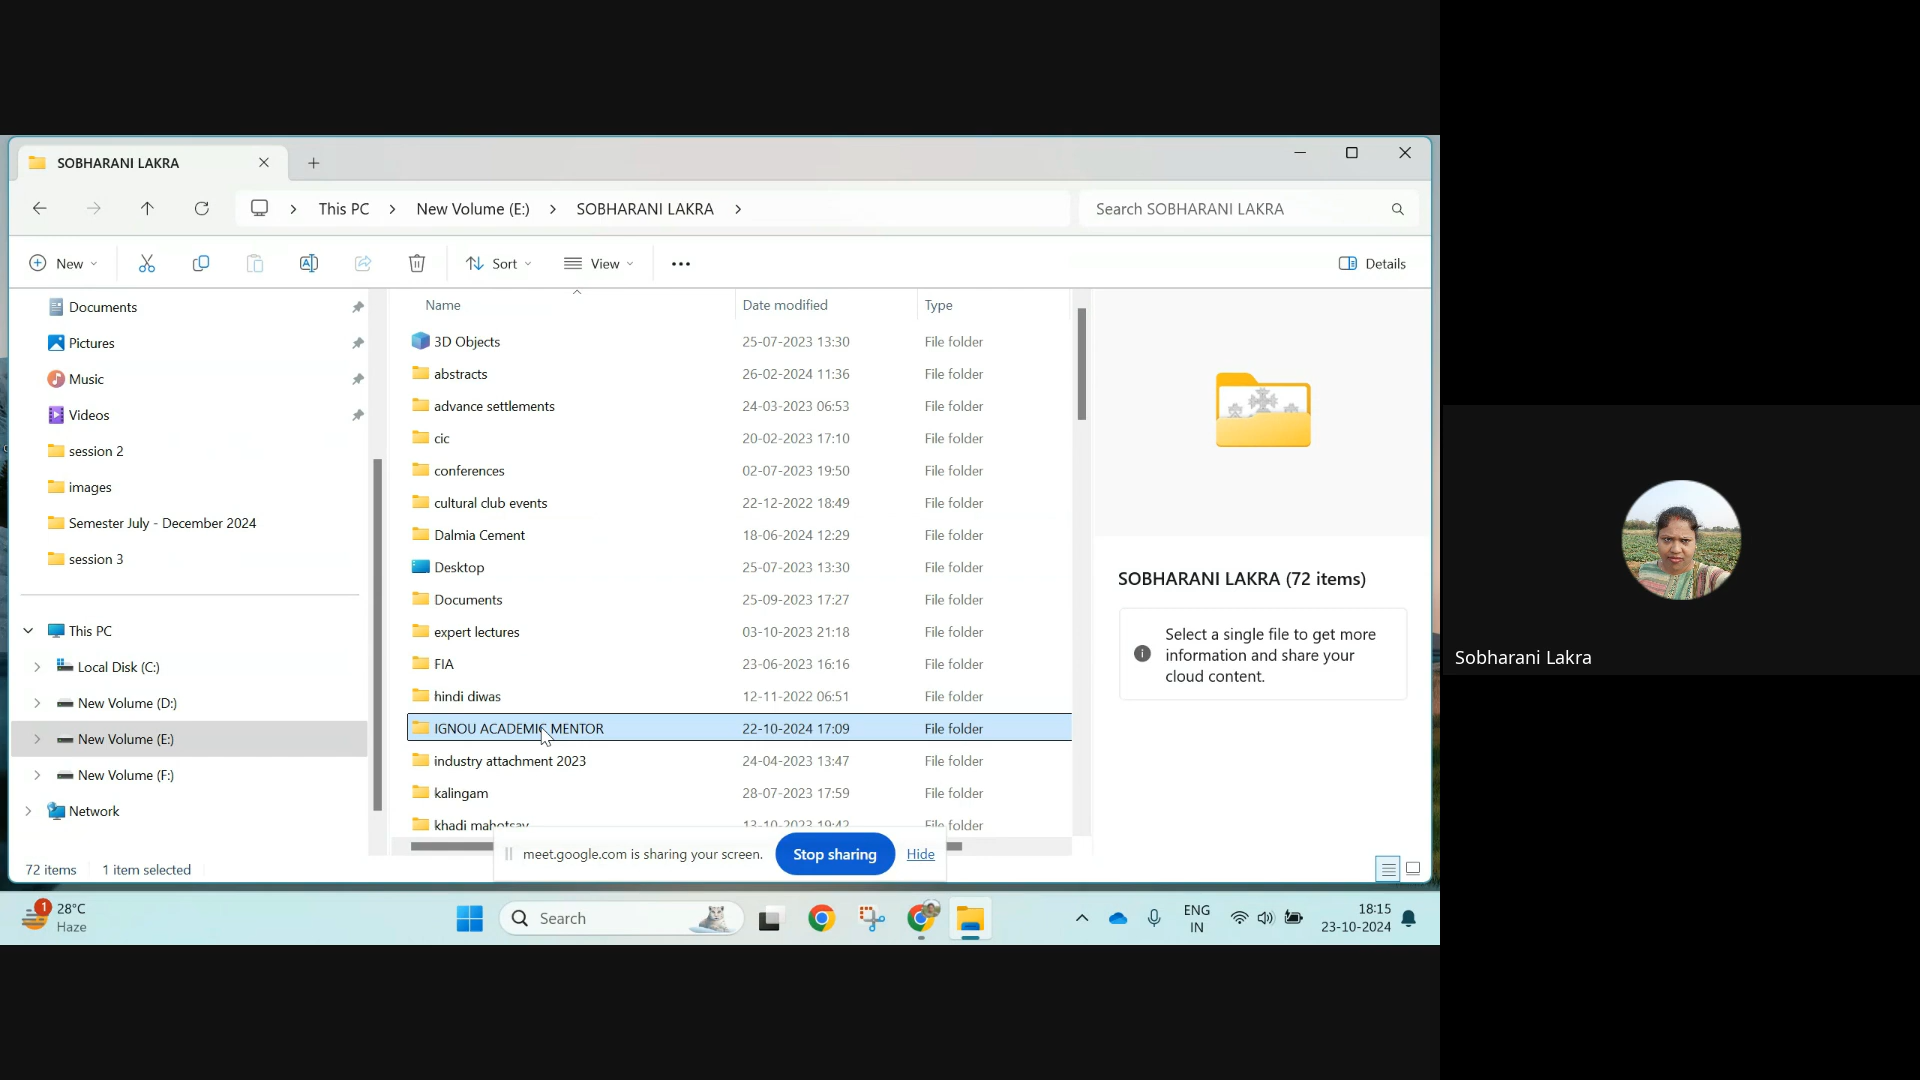 SOBHARANI LAKRA
This PC
New Volume (E:)
SOBHARANI LAKRA
Search SOBHARANI LAKRA
New
Sort
View
Details
Documents
Pictures
Music
Videos
session 2
images
Semester July - December 2024
session 3
This PC
Local Disk (C:)
New Volume (D:)
New Volume (E:)
New Volume (F:)
Network
Name Date modified Type
3D Objects 25-07-2023 13:30 File folder
abstracts 26-02-2024 11:36 File folder
advance settlements 24-03-2023 06:53 File folder
cic 20-02-2023 17:10 File folder
conferences 02-07-2023 19:50 File folder
cultural club events 22-12-2022 18:49 File folder
Dalmia Cement 18-06-2024 12:29 File folder
Desktop 25-07-2023 13:30 File folder
Documents 25-09-2023 17:27 File folder
expert lectures 03-10-2023 21:18 File folder
FIA 23-06-2023 16:16 File folder
hindi diwas 12-11-2022 06:51 File folder
IGNOU ACADEMIC MENTOR 22-10-2024 17:09 File folder
industry attachment 2023 24-04-2023 13:47 File folder
kalingam 28-07-2023 17:59 File folder
khadi mahotsav 13-10-2023 19:42 File folder
SOBHARANI LAKRA (72 items)
Select a single file to get more
information and share your
cloud content.
meet.google.com is sharing your screen.
Stop sharing
Hide
72 items
1 item selected
1
28°C
Haze
Search
ENG
IN
18:15
23-10-2024
Sobharani Lakra